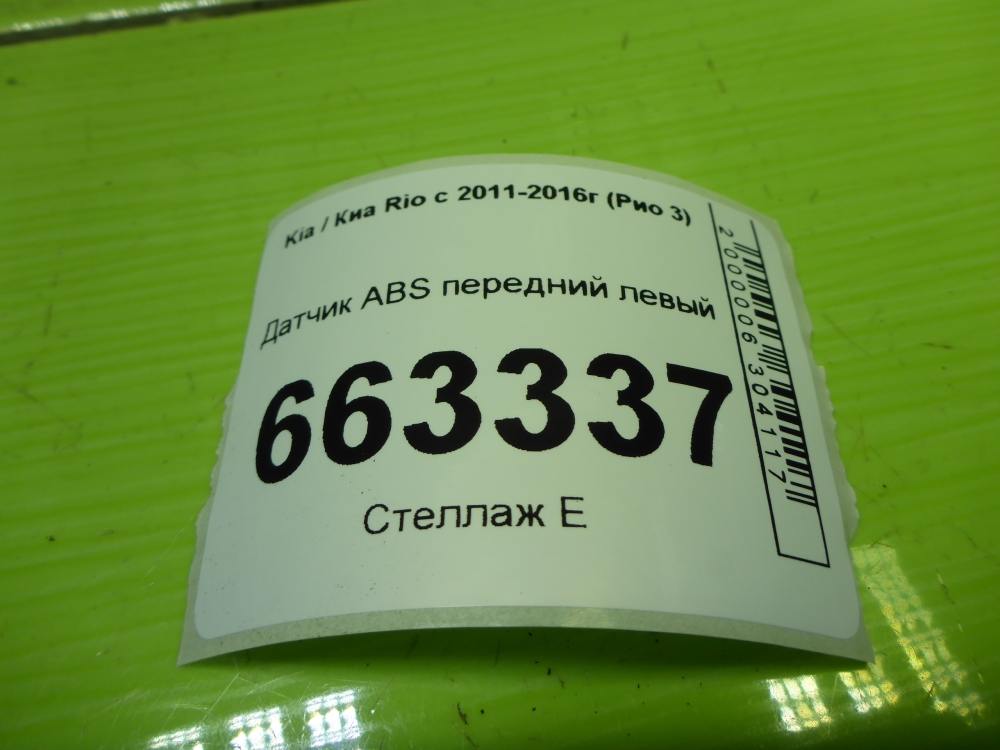 Kia / Киа Rio с 2011-2016г (Рио 3)
Датчик ABS передний левый
663337
Стеллаж Е
2000006304117